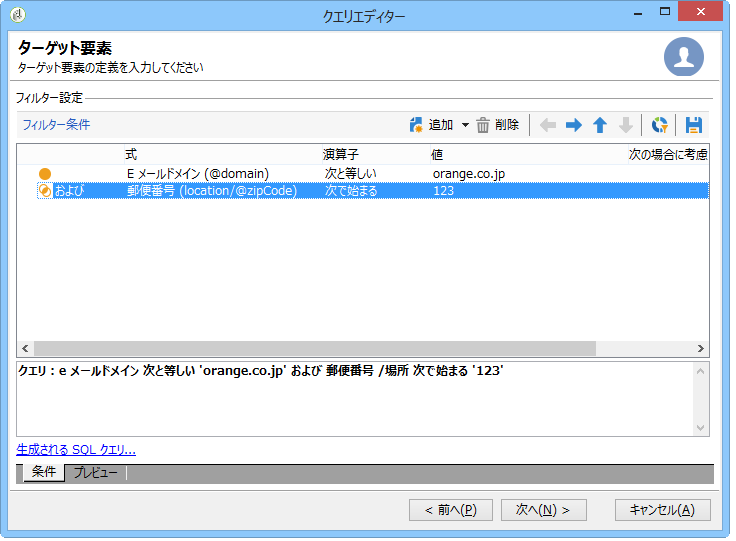 クエリエディター
ターゲット要素
ターゲット要素の定義を入力してください
フィルター設定
フィルター条件 追加 削除
式 演算子 値 次の場合に考慮
E メールドメイン (@domain) 次と等しい orange.co.jp
および 郵便番号 (location/@zipCode) 次で始まる 123
クエリ：e メールドメイン 次と等しい 'orange.co.jp' および 郵便番号 /場所 次で始まる '123'
生成される SQL クエリ...
条件 プレビュー
< 前へ(P) 次へ(N) > キャンセル(A)